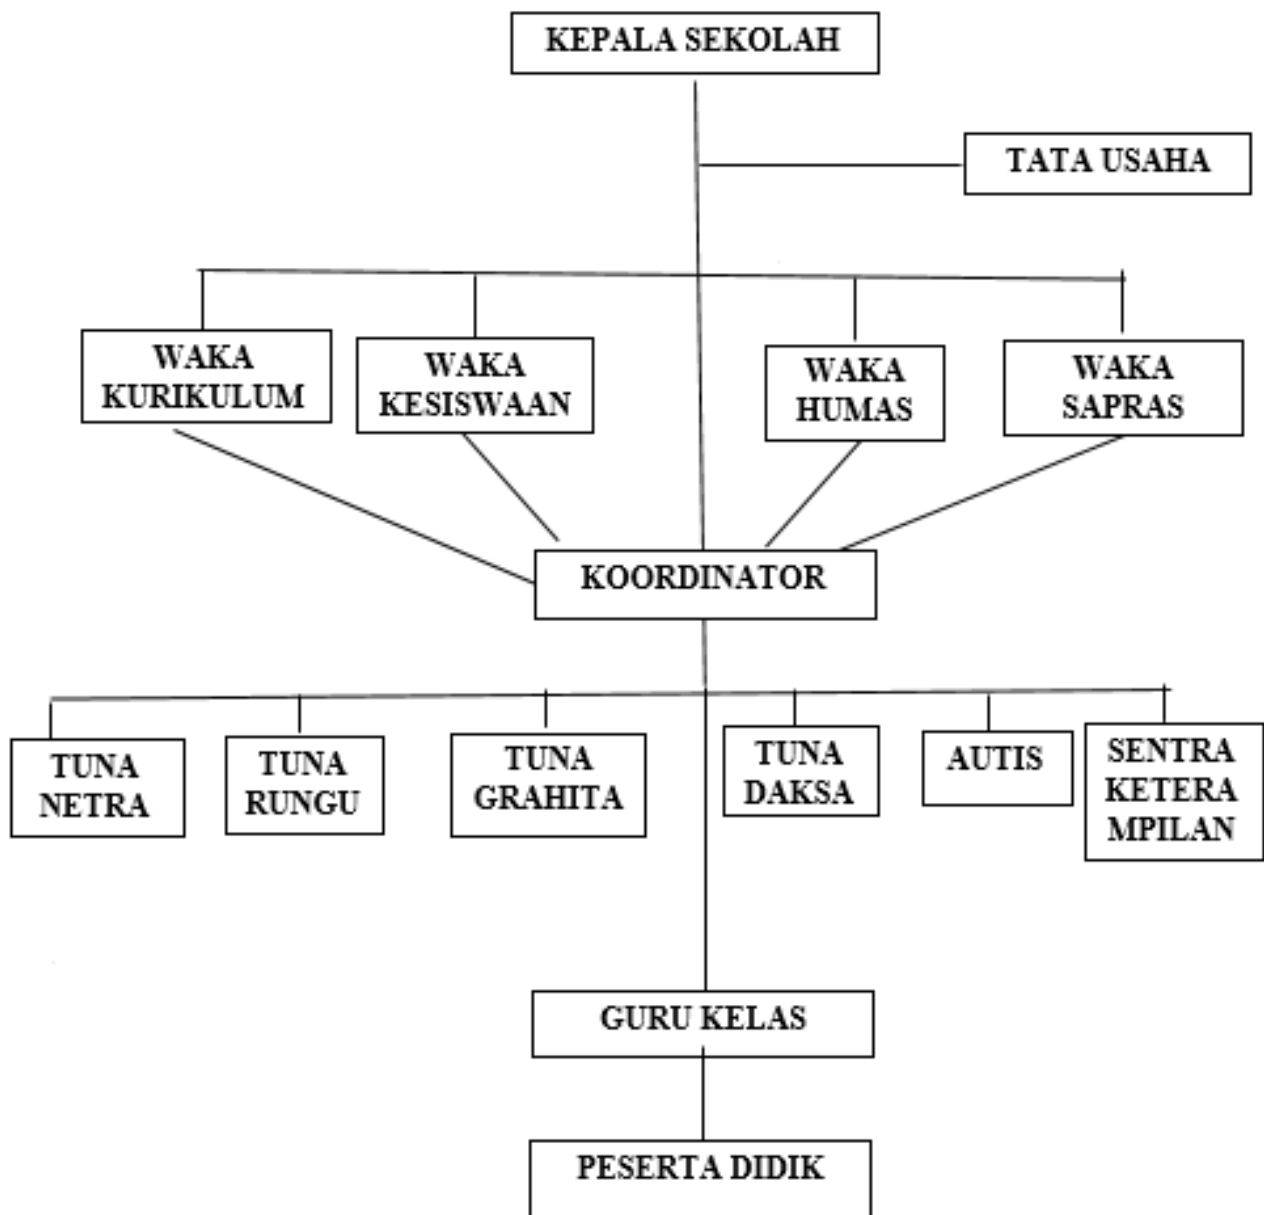 KEPALA SEKOLAH
TATA USAHA
WAKA
KURIKULUM
WAKA
KESISWAAN
WAKA
HUMAS
WAKA
SAPRAS
KOORDINATOR
TUNA
NETRA
TUNA
RUNGU
TUNA
GRAHITA
TUNA
DAKSA
AUTIS
SENTRA
KETERA
MPILAN
GURU KELAS
PESERTA DIDIK